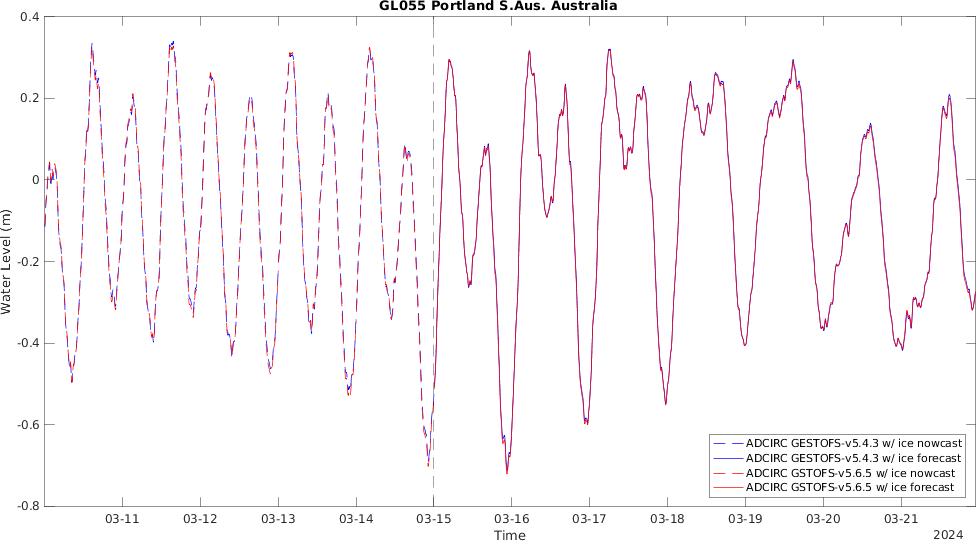 GL055 Portland S.Aus. Australia
0.4
0.2
0
-0.2
-0.4
-0.6
-0.8
Water Level (m)
ADCIRC GESTOFS-v5.4.3 w/ ice nowcast
ADCIRC GESTOFS-v5.4.3 w/ ice forecast
ADCIRC GSTOFS-v5.6.5 w/ ice nowcast
ADCIRC GSTOFS-v5.6.5 w/ ice forecast
03-11 03-12 03-13 03-14 03-15 03-16 03-17 03-18 03-19 03-20 03-21
Time
2024